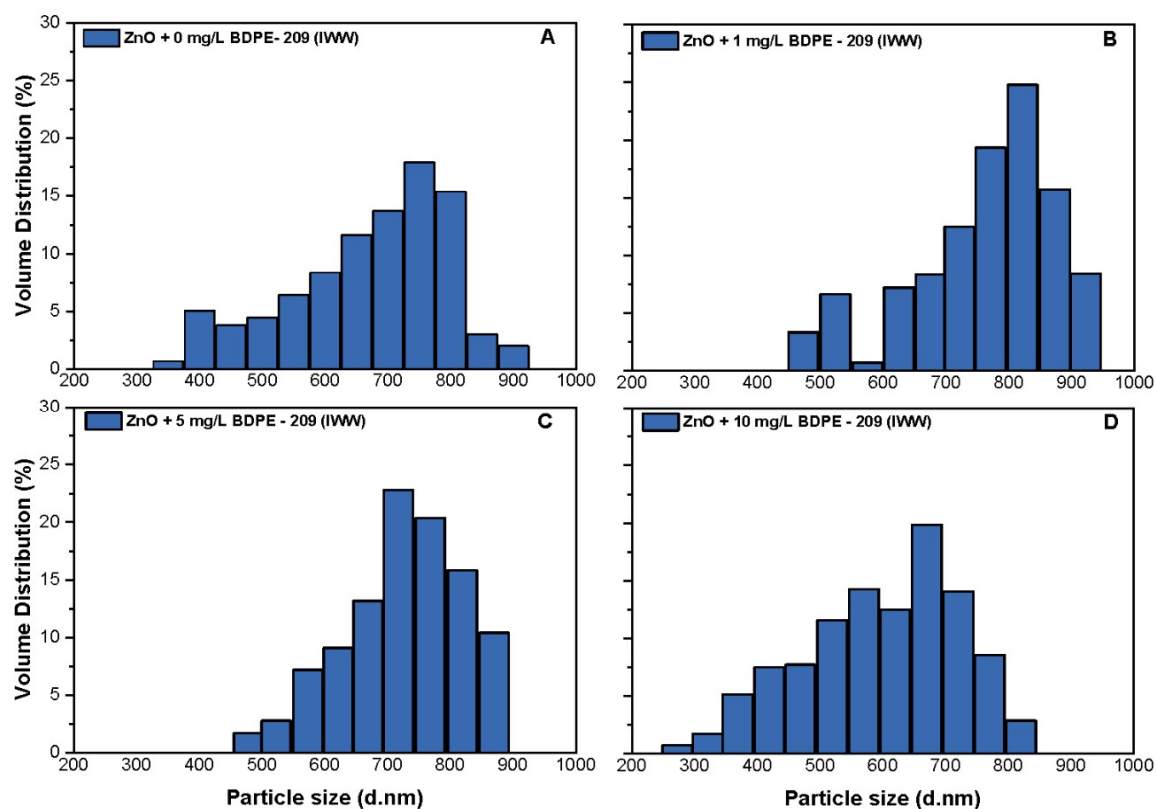 ZnO + 0 mg/L BDPE- 209 (IWW)
A
30
25
20
15
10
5
0
Volume Distribution (%)
200 300 400 500 600 700 800 900 1000
ZnO + 1 mg/L BDPE - 209 (IWW)
B
200 300 400 500 600 700 800 900 1000
ZnO + 5 mg/L BDPE - 209 (IWW)
C
30
25
20
15
10
5
0
Volume Distribution (%)
200 300 400 500 600 700 800 900 1000
Particle size (d.nm)
ZnO + 10 mg/L BDPE - 209 (IWW)
D
200 300 400 500 600 700 800 900 1000
Particle size (d.nm)